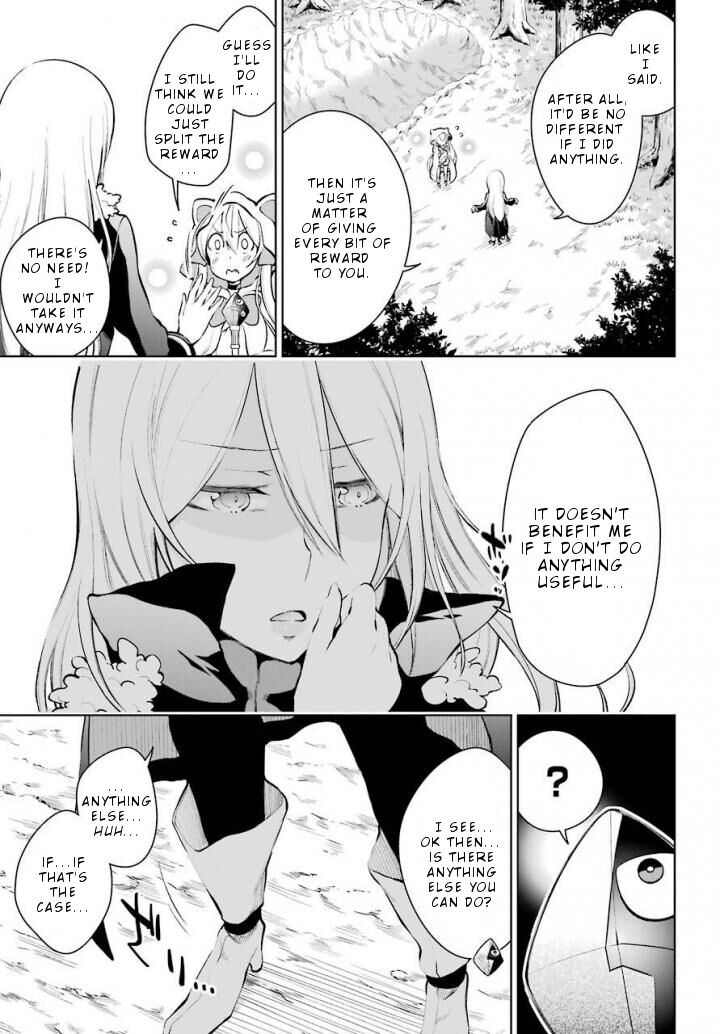 LIKE
I
SAID.
AFTER ALL,
IT'D BE NO
DIFFERENT
IF I DID
ANYTHING.
THEN IT'S
JUST A
MATTER
OF GIVING
EVERY BIT OF
REWARD
TO YOU.
GUESS
I'LL
DO
IT...
I STILL
THINK WE
COULD
JUST
SPLIT THE
REWARD
...
THERE'S
NO NEED!
I
WOULDN'T
TAKE IT
ANYWAYS...
IT DOESN'T
BENEFIT ME
IF I DON'T DO
ANYTHING
USEFUL...
?
I SEE...
OK THEN...
IS THERE
ANYTHING
ELSE YOU
CAN DO?
...
ANYTHING
ELSE...
HUH...
IF...IF
THAT'S
THE
CASE...